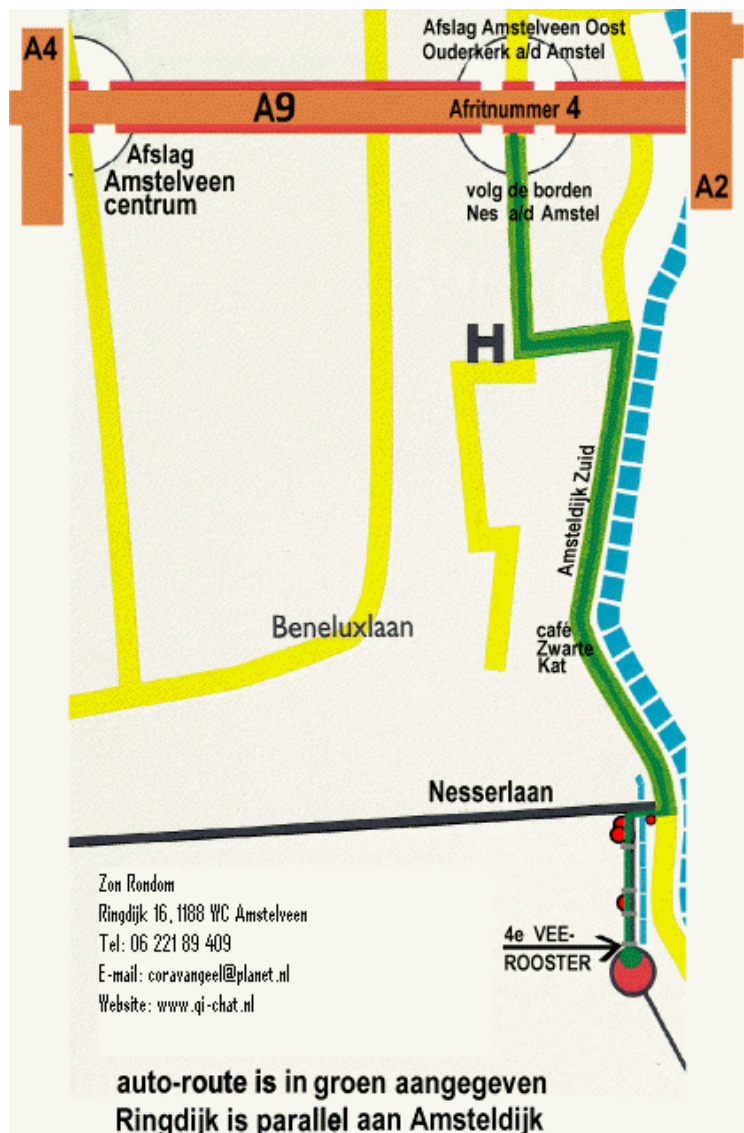 Afslag Amstelveen Oost
Ouderkerk a/d Amstel
A4
A9
Afritnummer 4
A2
Afslag
Amstelveen
centrum
volg de borden
Nes a/d Amstel
H
Amsteldijk Zuid
Beneluxlaan
café
Zwarte
Kat
Nesserlaan
Zon Rondom
Ringdijk 16, 1188 WC Amstelveen
Tel: 06 221 89 409
E-mail: coravangeel@planet.nl
Website: www.qi-chat.nl
4e VEE-
ROOSTER
auto-route is in groen aangegeven
Ringdijk is parallel aan Amsteldijk